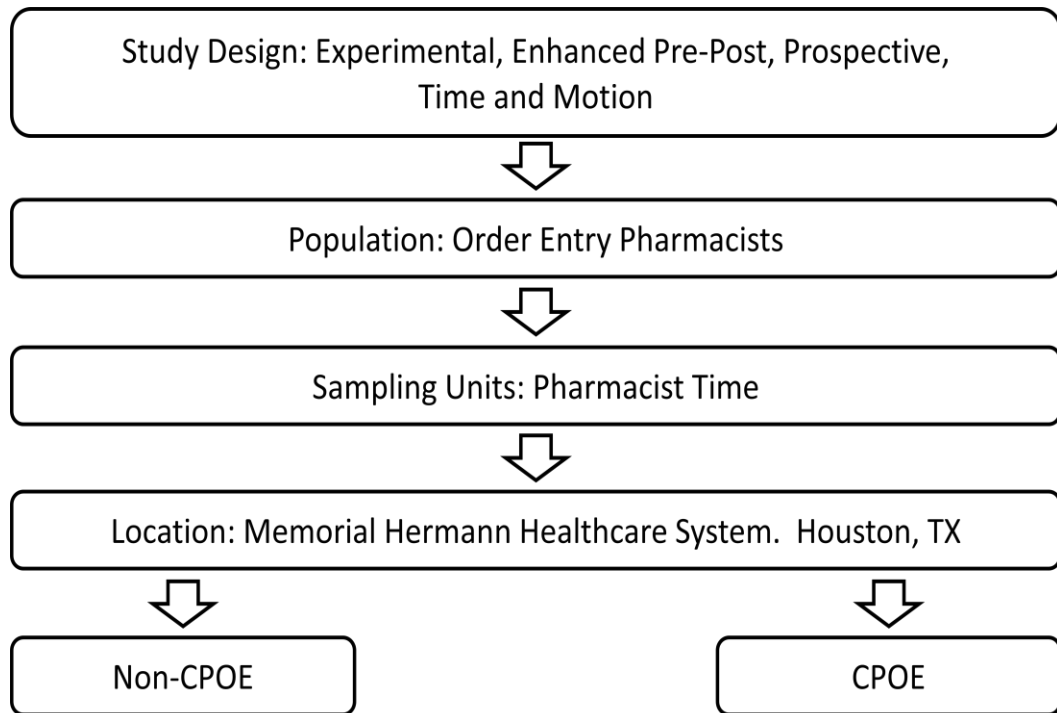 Study Design: Experimental, Enhanced Pre-Post, Prospective,
Time and Motion
Population: Order Entry Pharmacists
Sampling Units: Pharmacist Time
Location: Memorial Hermann Healthcare System.  Houston, TX
Non-CPOE
CPOE